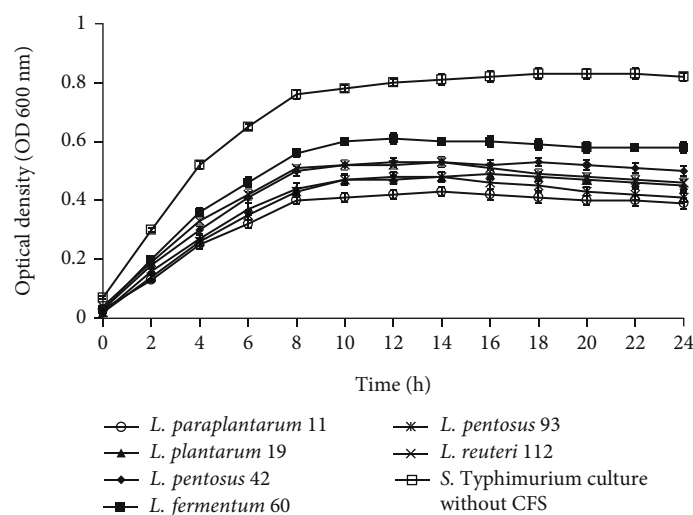 1
0.8
0.6
0.4
0.2
0
Optical density (OD 600 nm)
0 2 4 6 8 10 12 14 16 18 20 22 24
Time (h)
L. paraplantarum 11
L. plantarum 19
L. pentosus 42
L. fermentum 60
L. pentosus 93
L. reuteri 112
S. Typhimurium culture
without CFS